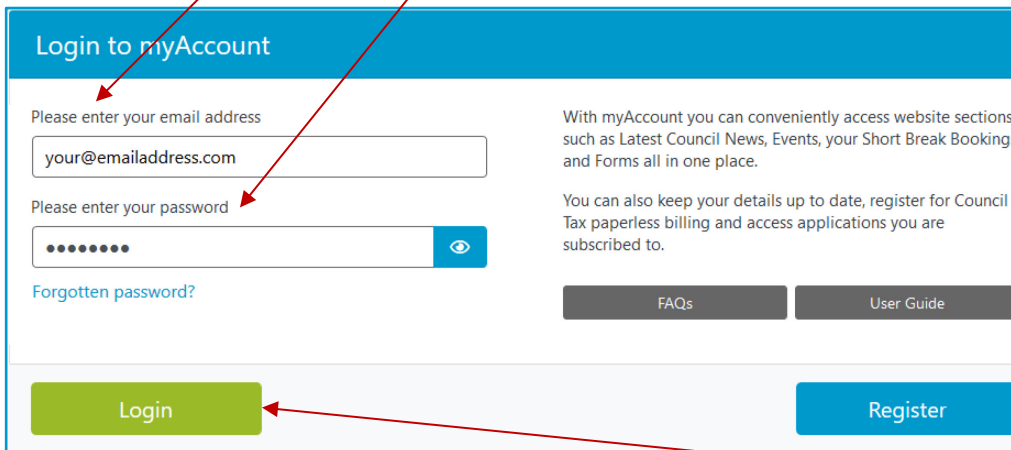 Login to myAccount
Please enter your email address
your@emailaddress.com
Please enter your password
••••••••
Forgotten password?
With myAccount you can conveniently access website sections
such as Latest Council News, Events, your Short Break Booking
and Forms all in one place.
You can also keep your details up to date, register for Council
Tax paperless billing and access applications you are
subscribed to.
FAQs
User Guide
Login
Register